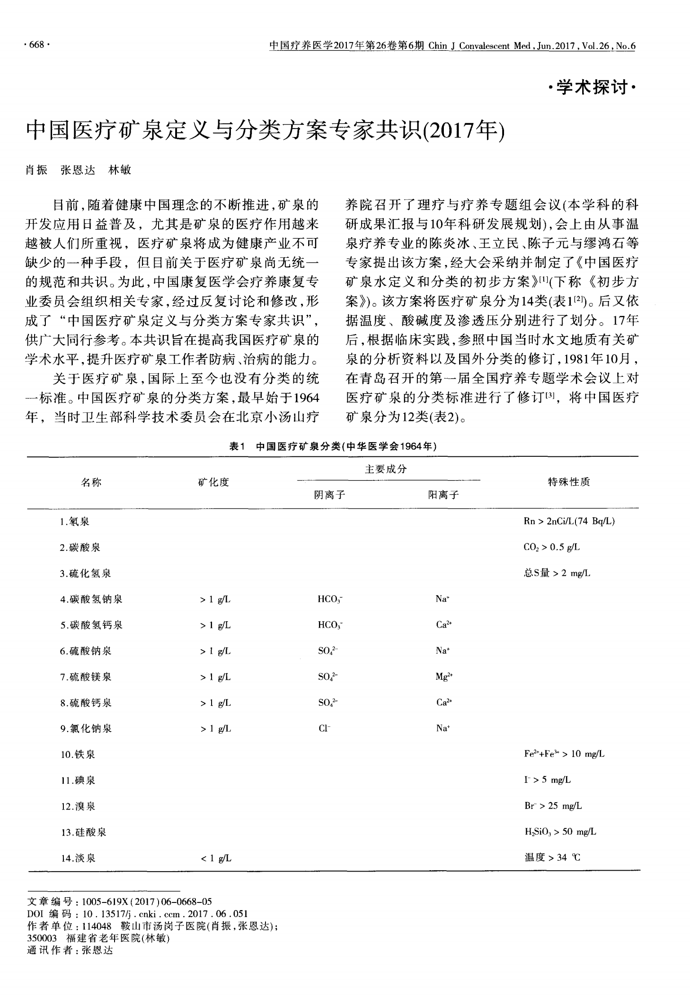 ·668·
中国疗养医学2017年第26卷第6期 Chin J Convalescent Med,Jun.2017,Vol.26,No.6
·学术探讨·
中国医疗矿泉定义与分类方案专家共识(2017年)
肖振 张恩达 林敏
目前,随着健康中国理念的不断推进,矿泉的
开发应用日益普及，尤其是矿泉的医疗作用越来
越被人们所重视，医疗矿泉将成为健康产业不可
缺少的一种手段，但目前关于医疗矿泉尚无统一
的规范和共识。为此,中国康复医学会疗养康复专
业委员会组织相关专家,经过反复讨论和修改,形
成了“中国医疗矿泉定义与分类方案专家共识”,
供广大同行参考。本共识旨在提高我国医疗矿泉的
学术水平,提升医疗矿泉工作者防病、治病的能力。
关于医疗矿泉,国际上至今也没有分类的统
一标准。中国医疗矿泉的分类方案,最早始于1964
年，当时卫生部科学技术委员会在北京小汤山疗
养院召开了理疗与疗养专题组会议(本学科的科
研成果汇报与10年科研发展规划),会上由从事温
泉疗养专业的陈炎冰、王立民、陈子元与缪鸿石等
专家提出该方案,经大会采纳并制定了《中国医疗
矿泉水定义和分类的初步方案》[1](下称《初步方
案》)。该方案将医疗矿泉分为14类(表1[2])。后又依
据温度、酸碱度及渗透压分别进行了划分。17年
后,根据临床实践,参照中国当时水文地质有关矿
泉的分析资料以及国外分类的修订,1981年10月,
在青岛召开的第一届全国疗养专题学术会议上对
医疗矿泉的分类标准进行了修订[3]，将中国医疗
矿泉分为12类(表2)。
表1 中国医疗矿泉分类(中华医学会1964年)
名称 矿化度 主要成分 特殊性质
阴离子 阳离子
1.氡泉 Rn > 2nCi/L(74 Bq/L)
2.碳酸泉 CO₂ > 0.5 g/L
3.硫化氢泉 总S量 > 2 mg/L
4.碳酸氢钠泉 > 1 g/L HCO₃⁻ Na⁺
5.碳酸氢钙泉 > 1 g/L HCO₃⁻ Ca²⁺
6.硫酸钠泉 > 1 g/L SO₄²⁻ Na⁺
7.硫酸镁泉 > 1 g/L SO₄²⁻ Mg²⁺
8.硫酸钙泉 > 1 g/L SO₄²⁻ Ca²⁺
9.氯化钠泉 > 1 g/L Cl⁻ Na⁺
10.铁泉 Fe²⁺+Fe³⁺ > 10 mg/L
11.碘泉 I⁻ > 5 mg/L
12.溴泉 Br⁻ > 25 mg/L
13.硅酸泉 H₂SiO₃ > 50 mg/L
14.淡泉 < 1 g/L 温度 > 34 ℃
文章编号:1005-619X(2017)06-0668-05
DOI 编码:10.13517/j.cnki.ccm.2017.06.051
作者单位:114048 鞍山市汤岗子医院(肖振,张恩达);
350003 福建省老年医院(林敏)
通讯作者:张恩达